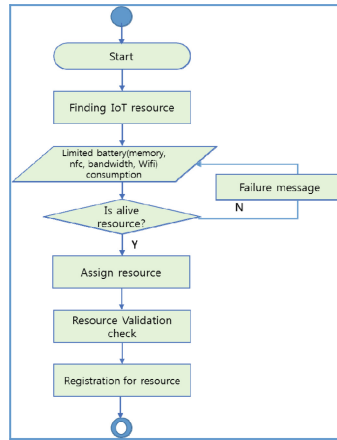 Start
Finding IoT resource
Limited battery(memory,
nfc, bandwidth, Wifi)
consumption
Failure message
Is alive
resource?
N
Y
Assign resource
Resource Validation
check
Registration for resource